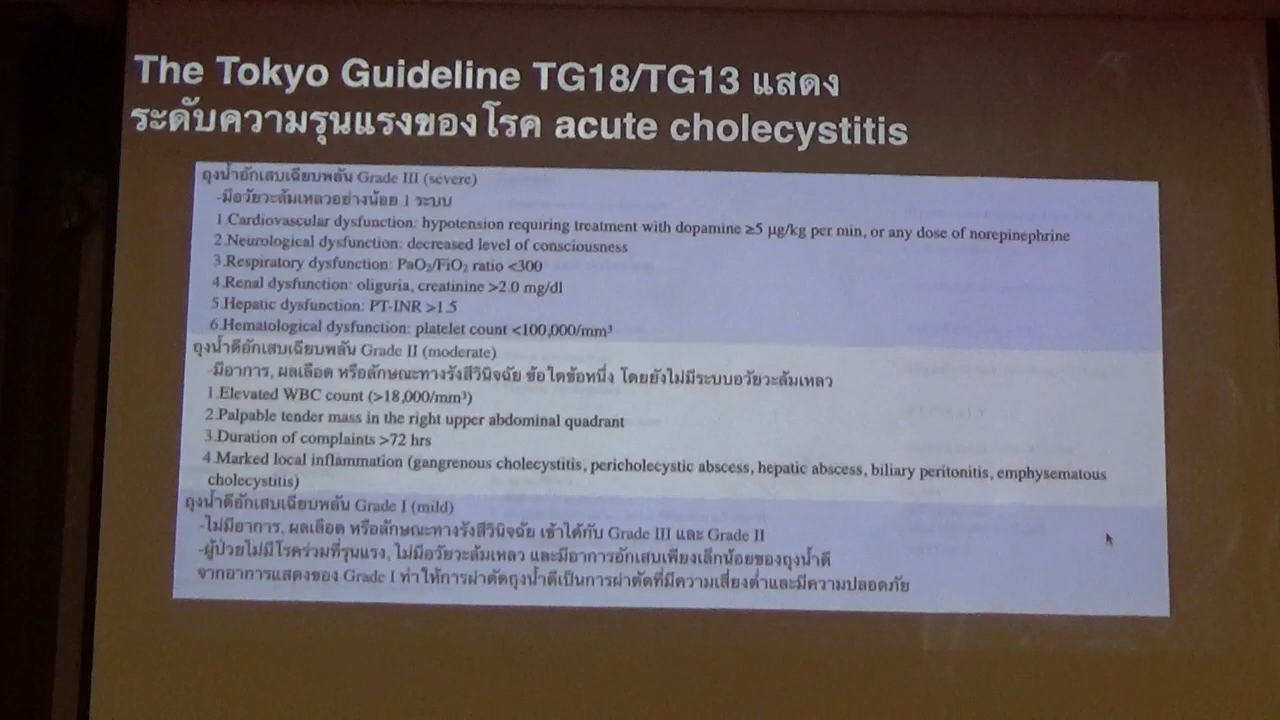 The Tokyo Guideline TG18/TG13 แสดง
ระดับความรุนแรงของโรค acute cholecystitis
ถุงน้ำอักเสบเฉียบพลัน Grade III (severe)
-มีอวัยวะล้มเหลวอย่างน้อย 1 ระบบ
1.Cardiovascular dysfunction: hypotension requiring treatment with dopamine ≥5 µg/kg per min, or any dose of norepinephrine
2.Neurological dysfunction: decreased level of consciousness
3.Respiratory dysfunction: PaO₂/FiO₂ ratio <300
4.Renal dysfunction: oliguria, creatinine >2.0 mg/dl
5.Hepatic dysfunction: PT-INR >1.5
6.Hematological dysfunction: platelet count <100,000/mm³
ถุงน้ำดีอักเสบเฉียบพลัน Grade II (moderate)
-มีอาการ, ผลเลือด หรือลักษณะทางรังสีวินิจฉัย ข้อใดข้อหนึ่ง โดยยังไม่มีระบบอวัยวะล้มเหลว
1.Elevated WBC count (>18,000/mm³)
2.Palpable tender mass in the right upper abdominal quadrant
3.Duration of complaints >72 hrs
4.Marked local inflammation (gangrenous cholecystitis, pericholecystic abscess, hepatic abscess, biliary peritonitis, emphysematous
cholecystitis)
ถุงน้ำดีอักเสบเฉียบพลัน Grade I (mild)
-ไม่มีอาการ, ผลเลือด หรือลักษณะทางรังสีวินิจฉัย เข้าได้กับ Grade III และ Grade II
-ผู้ป่วยไม่มีโรคร่วมที่รุนแรง, ไม่มีอวัยวะล้มเหลว และมีอาการอักเสบเพียงเล็กน้อยของถุงน้ำดี
จากอาการแสดงของ Grade I ทำให้การผ่าตัดถุงน้ำดีเป็นการผ่าตัดที่มีความเสี่ยงต่ำและมีความปลอดภัย